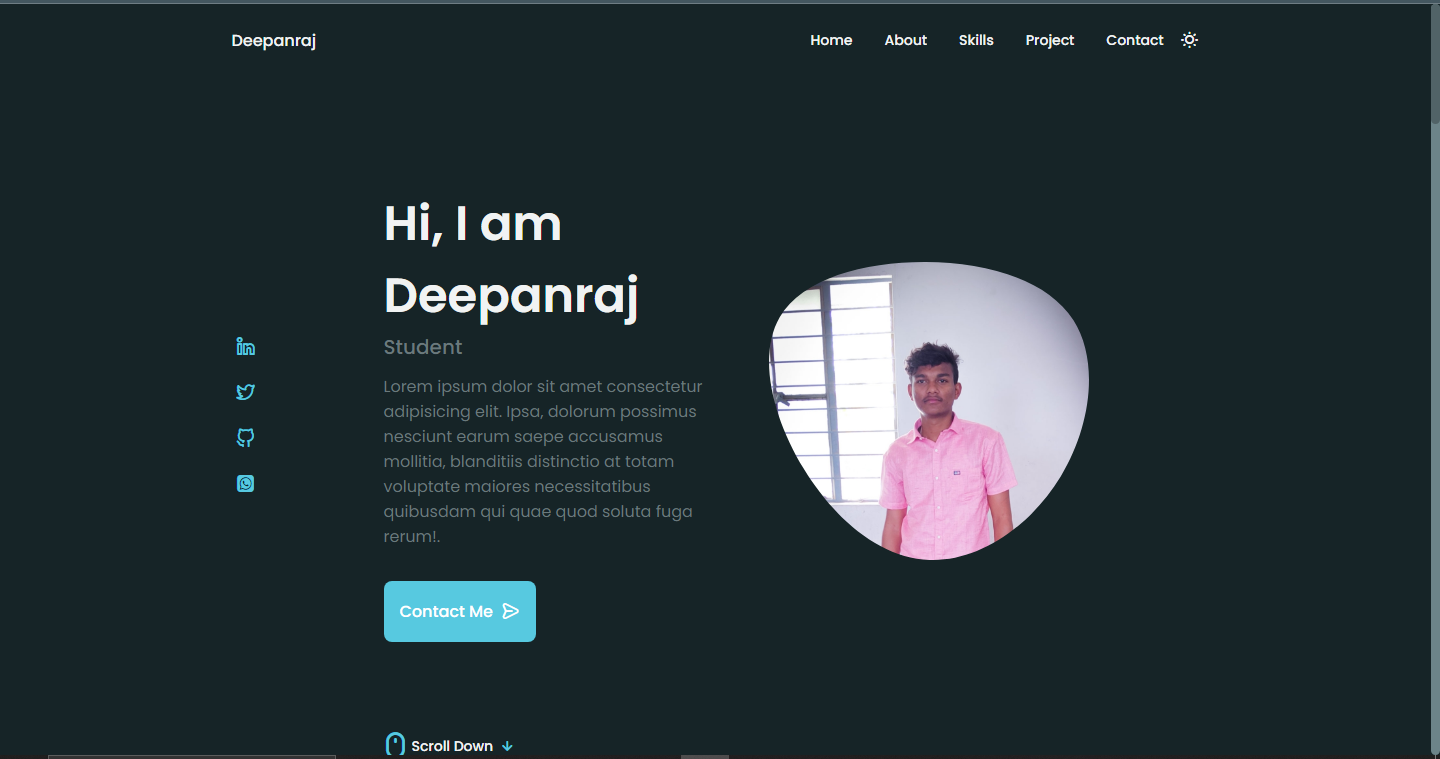 Deepanraj
Home About Skills Project Contact
Hi, I am
Deepanraj
Student
Lorem ipsum dolor sit amet consectetur
adipisicing elit. Ipsa, dolorum possimus
nesciunt earum saepe accusamus
mollitia, blanditiis distinctio at totam
voluptate maiores necessitatibus
quibusdam qui quae quod soluta fuga
rerum!.
Contact Me
Scroll Down